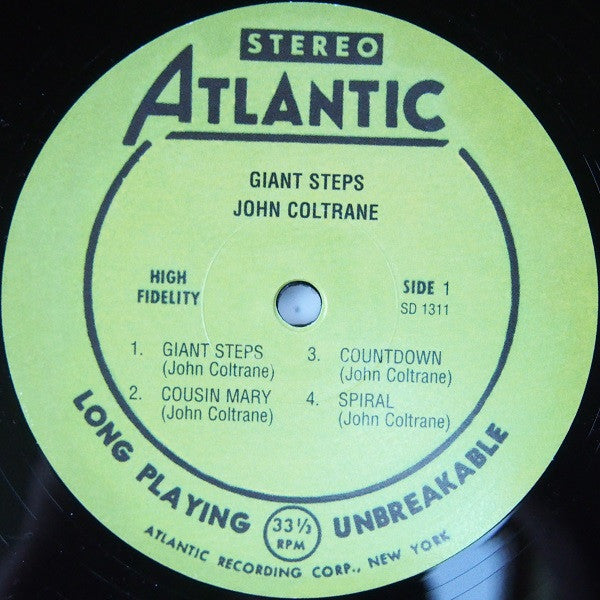 STEREO
ATLANTIC
GIANT STEPS
JOHN COLTRANE
HIGH
FIDELITY
SIDE 1
SD 1311
1. GIANT STEPS
(John Coltrane)
2. COUSIN MARY
(John Coltrane)
3. COUNTDOWN
(John Coltrane)
4. SPIRAL
(John Coltrane)
LONG PLAYING
33⅓
RPM
UNBREAKABLE
ATLANTIC RECORDING CORP., NEW YORK